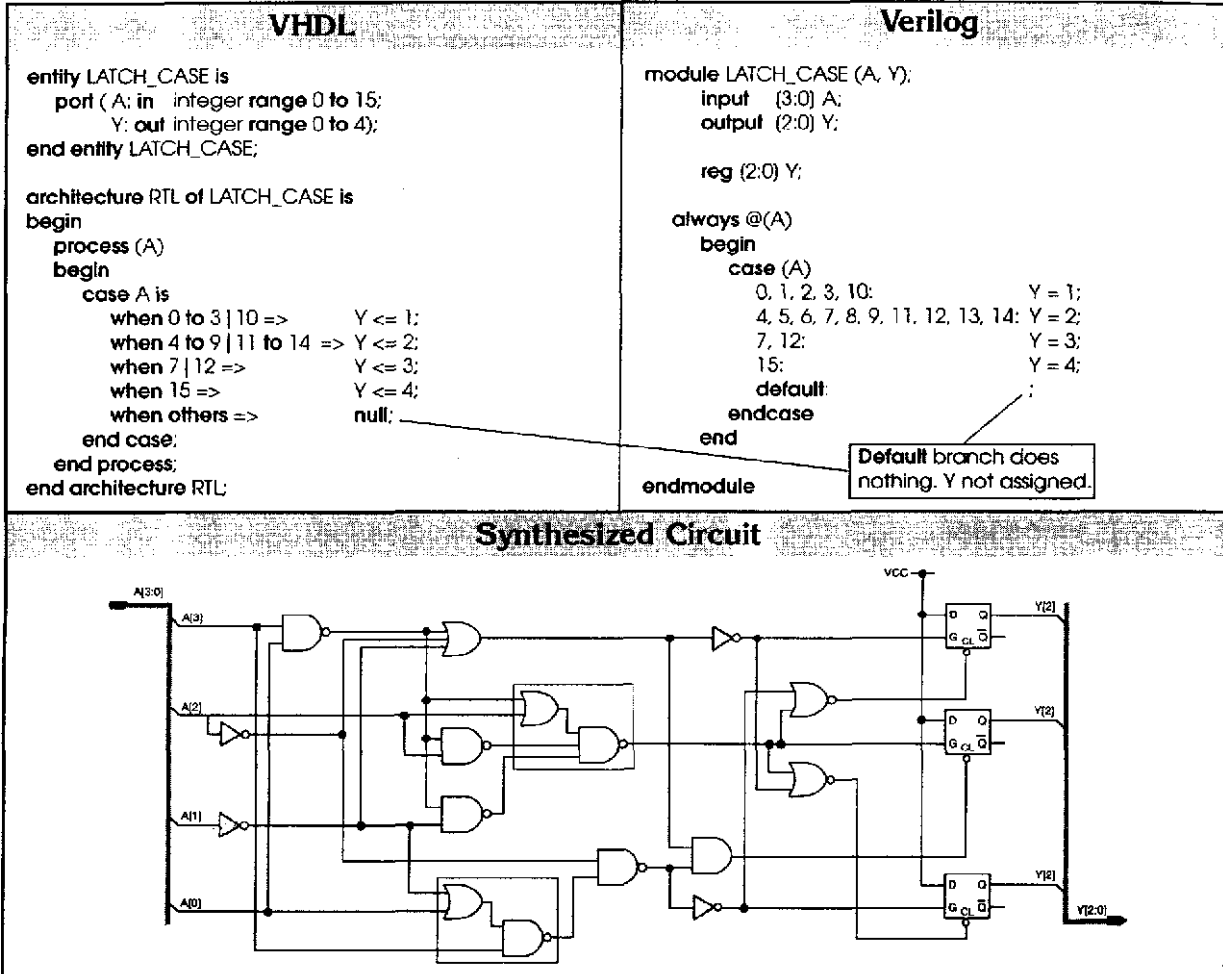 VHDL
entity LATCH_CASE is
port ( A: in integer range 0 to 15;
Y: out integer range 0 to 4);
end entity LATCH_CASE;
architecture RTL of LATCH_CASE is
begin
process (A)
begin
case A is
when 0 to 3 | 10 => Y <= 1;
when 4 to 9 | 11 to 14 => Y <= 2;
when 7 | 12 => Y <= 3;
when 15 => Y <= 4;
when others => null;
end case;
end process;
end architecture RTL;
Verilog
module LATCH_CASE (A, Y);
input (3:0) A;
output (2:0) Y;
reg (2:0) Y;
always @(A)
begin
case (A)
0, 1, 2, 3, 10: Y = 1;
4, 5, 6, 7, 8, 9, 11, 12, 13, 14: Y = 2;
7, 12: Y = 3;
15: Y = 4;
default: ;
endcase
end
endmodule
Default branch does
nothing. Y not assigned.
Synthesized Circuit
VCC
A[3:0]
A[3]
D Q
G CL Q
Y[2]
A[2]
D Q
G CL Q
Y[2]
A[1]
A[0]
D Q
G CL Q
Y[2]
Y[2:0]